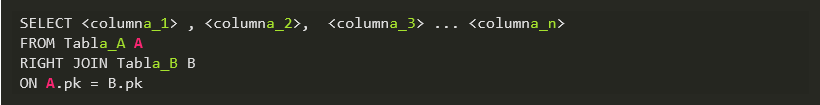 SELECT <columna_1> , <columna_2>,  <columna_3> ... <columna_n>
FROM Tabla_A A
RIGHT JOIN Tabla_B B
ON A.pk = B.pk